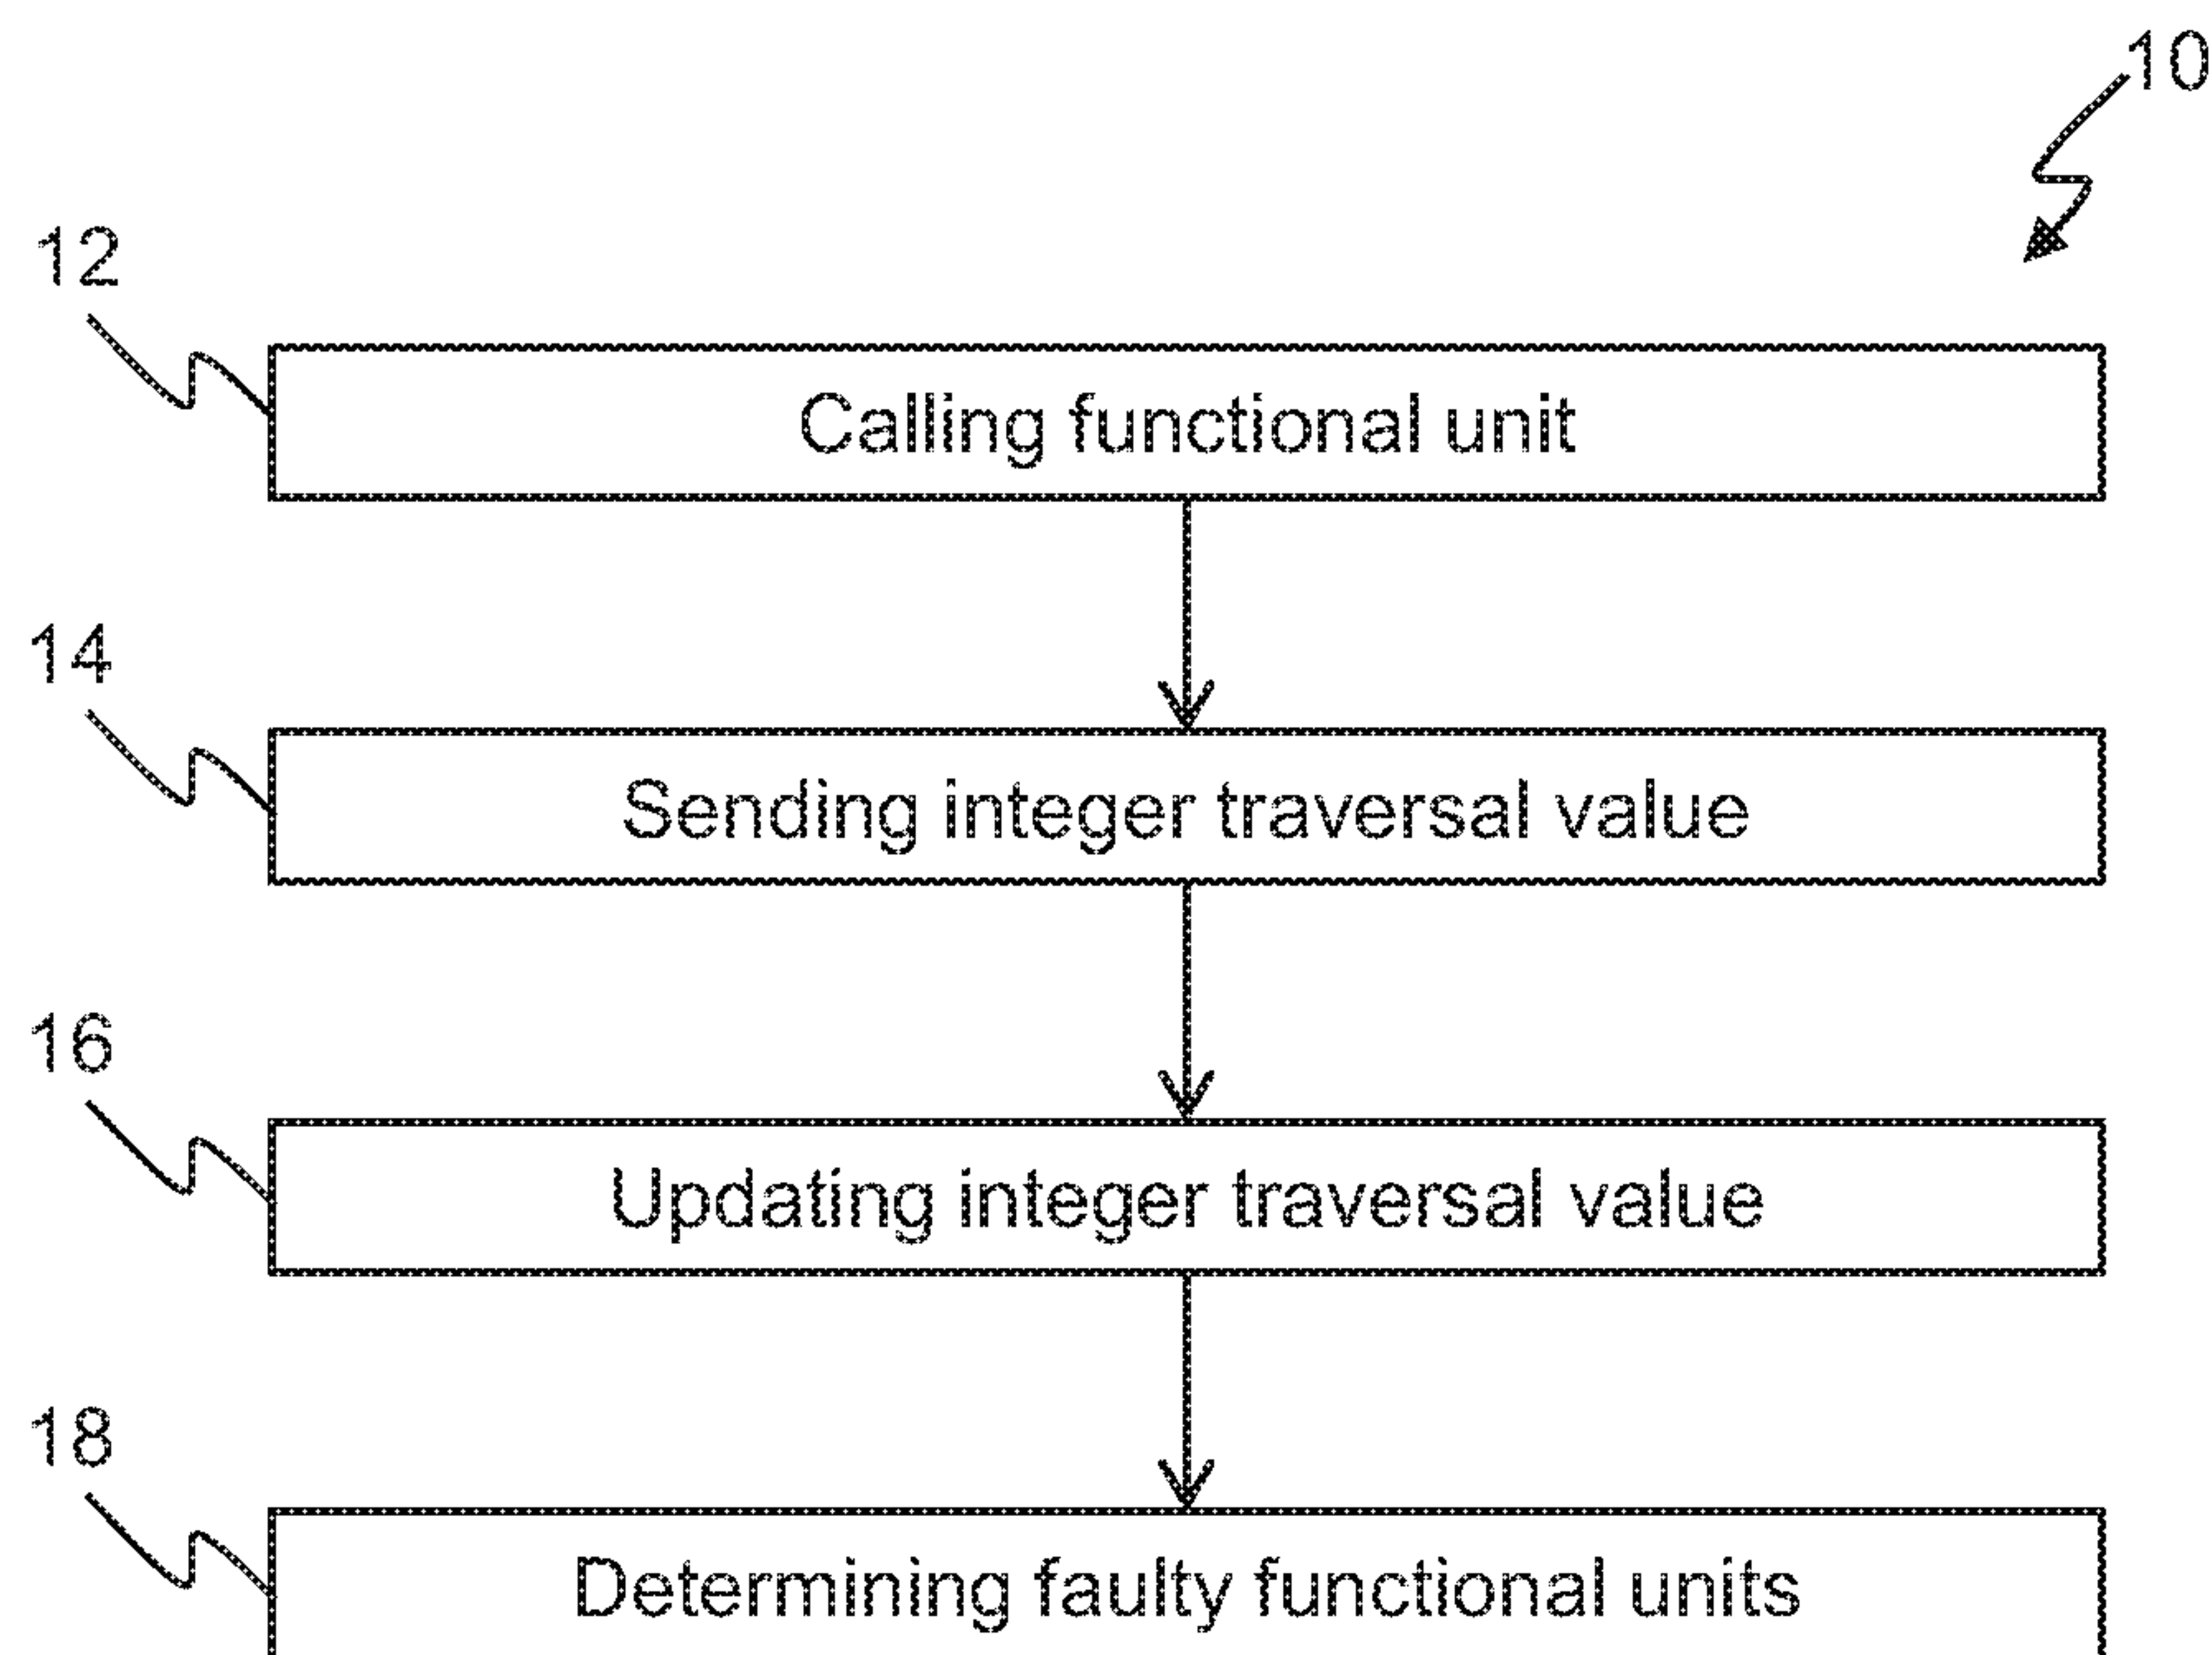 10
12
Calling functional unit
14
Sending integer traversal value
16
Updating integer traversal value
18
Determining faulty functional units